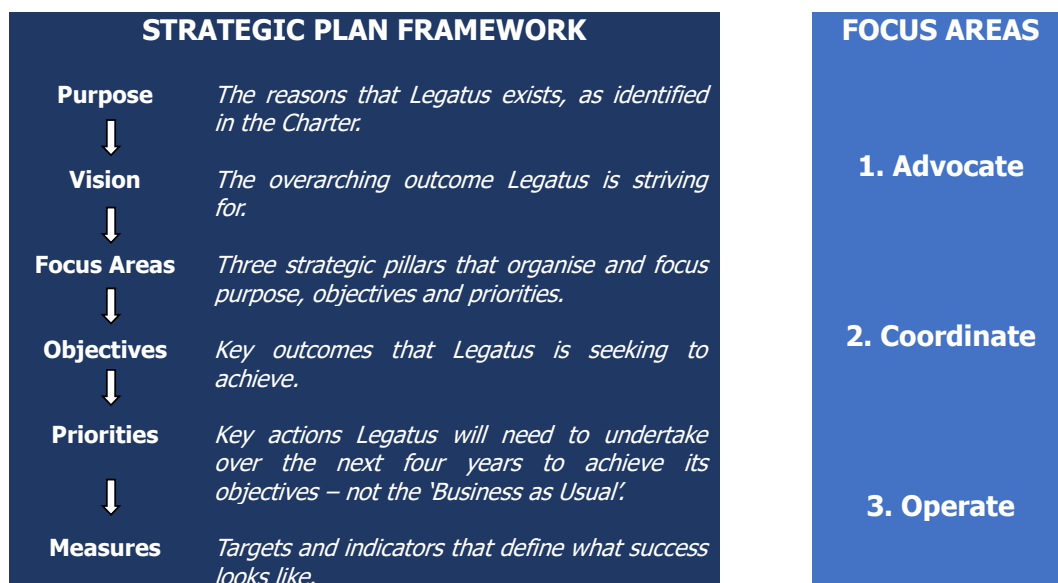 STRATEGIC PLAN FRAMEWORK
Purpose
The reasons that Legatus exists, as identified
in the Charter.
Vision
The overarching outcome Legatus is striving
for.
Focus Areas
Three strategic pillars that organise and focus
purpose, objectives and priorities.
Objectives
Key outcomes that Legatus is seeking to
achieve.
Priorities
Key actions Legatus will need to undertake
over the next four years to achieve its
objectives – not the ‘Business as Usual’.
Measures
Targets and indicators that define what success
looks like.
FOCUS AREAS
1. Advocate
2. Coordinate
3. Operate